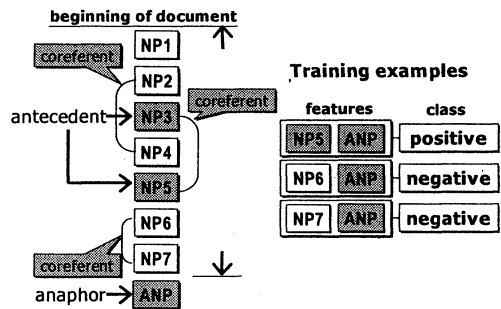 beginning of document
NP1
coreferent
NP2
coreferent
antecedent
NP3
NP4
NP5
NP6
coreferent
NP7
anaphor
ANP
Training examples
features class
NP5 ANP positive
NP6 ANP negative
NP7 ANP negative